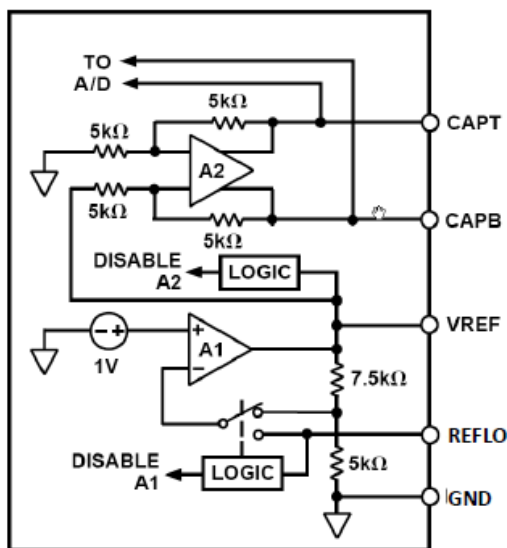 TO
A/D
5kΩ
CAPT
5kΩ
A2
5kΩ
5kΩ
CAPB
DISABLE
A2
LOGIC
VREF
+
A1
−
− +
1V
7.5kΩ
REFLO
DISABLE
A1
LOGIC
5kΩ
GND